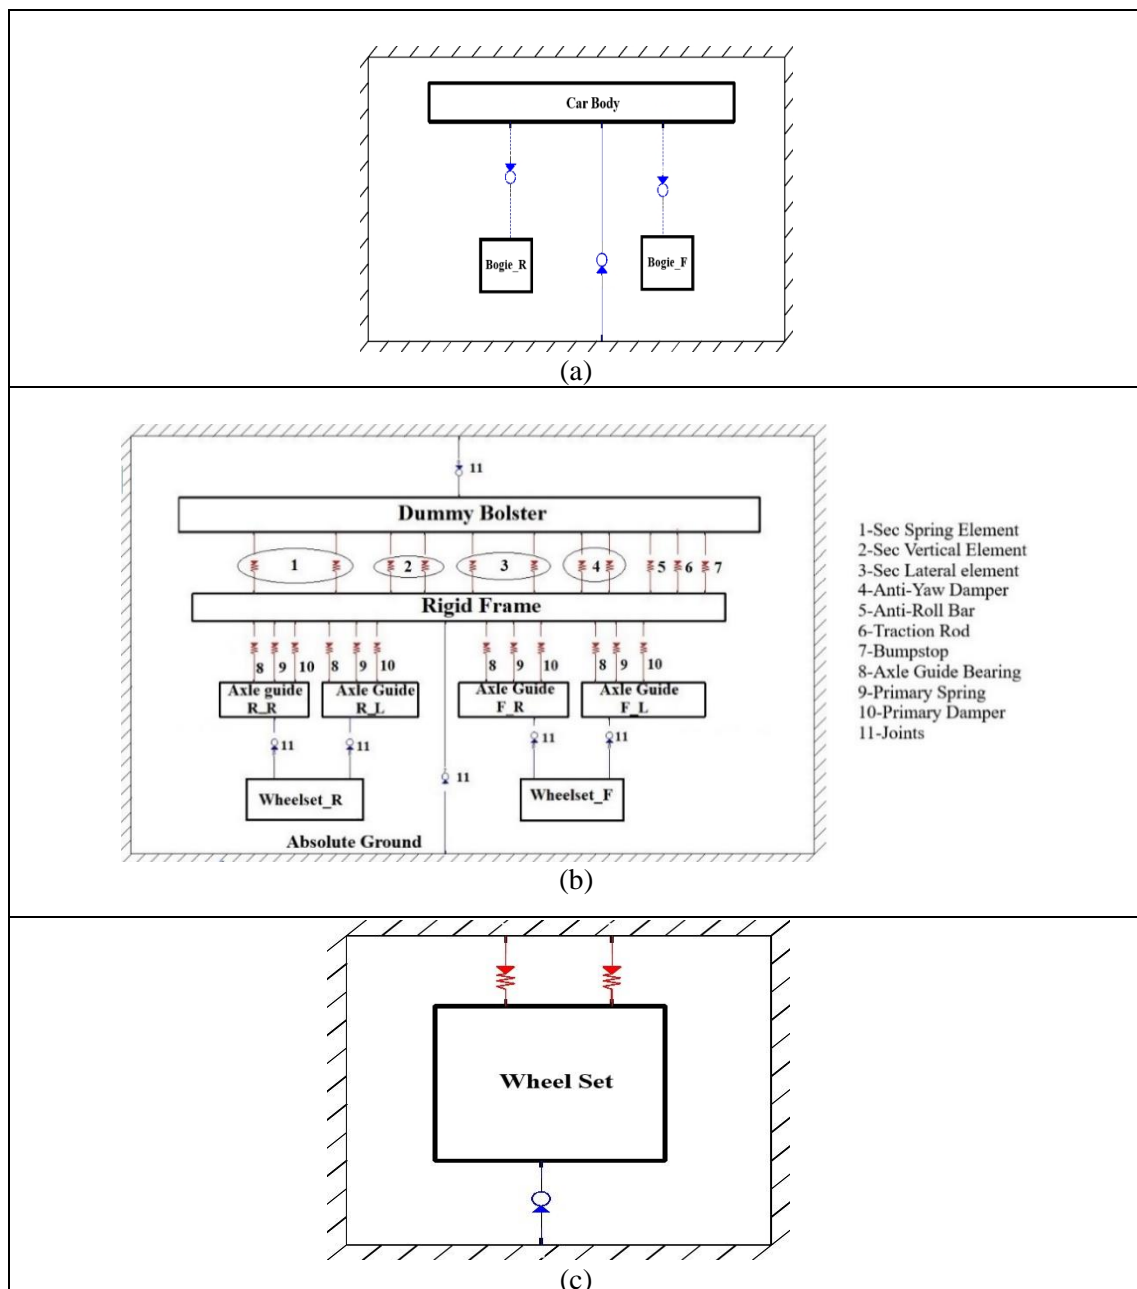 Car Body
Bogie_R
Bogie_F
(a)
11
Dummy Bolster
1
2
3
4
5
6
7
Rigid Frame
8
9
10
8
9
10
8
9
10
8
9
10
Axle guide
R_R
Axle Guide
R_L
Axle Guide
F_R
Axle Guide
F_L
11
11
11
11
11
Wheelset_R
Wheelset_F
Absolute Ground
1-Sec Spring Element
2-Sec Vertical Element
3-Sec Lateral element
4-Anti-Yaw Damper
5-Anti-Roll Bar
6-Traction Rod
7-Bumpstop
8-Axle Guide Bearing
9-Primary Spring
10-Primary Damper
11-Joints
(b)
Wheel Set
(c)